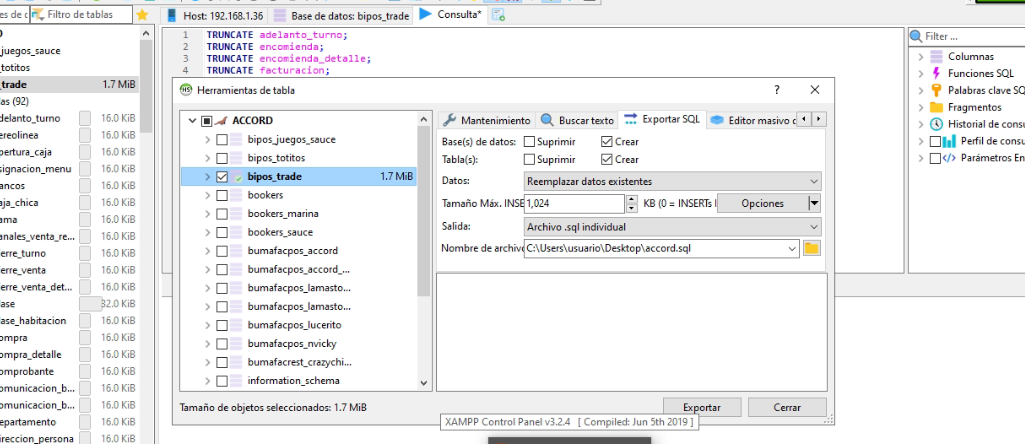 Filtro de tablas
Host: 192.168.1.36
Base de datos: bipos_trade
Consulta*
_juegos_sauce
_totitos
_trade 1.7 MiB
as (92)
delanto_turno 16.0 KiB
ereolinea 16.0 KiB
pertura_caja 16.0 KiB
signacion_menu 16.0 KiB
ancos 16.0 KiB
aja_chica 16.0 KiB
ama 16.0 KiB
anales_venta_re... 16.0 KiB
ierre_turno 16.0 KiB
ierre_venta 16.0 KiB
ierre_venta_det... 16.0 KiB
lase 32.0 KiB
lase_habitacion 16.0 KiB
ompra 16.0 KiB
ompra_detalle 16.0 KiB
omprobante 16.0 KiB
omunicacion_b... 16.0 KiB
omunicacion_b... 16.0 KiB
epartamento 16.0 KiB
ireccion_persona 16.0 KiB
1 TRUNCATE adelanto_turno;
2 TRUNCATE encomienda;
3 TRUNCATE encomienda_detalle;
4 TRUNCATE facturacion;
Herramientas de tabla
ACCORD
bipos_juegos_sauce
bipos_totitos
bipos_trade 1.7 MiB
bookers
bookers_marina
bookers_sauce
bumafacpos_accord
bumafacpos_accord_...
bumafacpos_lamasto...
bumafacpos_lamasto...
bumafacpos_lucerito
bumafacpos_nvicky
bumafacrest_crazychi...
information_schema
Mantenimiento
Buscar texto
Exportar SQL
Editor masivo d
Base(s) de datos: Suprimir Crear
Tabla(s): Suprimir Crear
Datos: Reemplazar datos existentes
Tamaño Máx. INSE 1,024 KB (0 = INSERTs I Opciones
Salida: Archivo .sql individual
Nombre de archivo C:\Users\usuario\Desktop\accord.sql
Tamaño de objetos seleccionados: 1.7 MiB
Exportar
Cerrar
XAMPP Control Panel v3.2.4 [ Compiled: Jun 5th 2019 ]
Filter ...
Columnas
Funciones SQL
Palabras clave SQ
Fragmentos
Historial de consu
Perfil de consu
Parámetros En